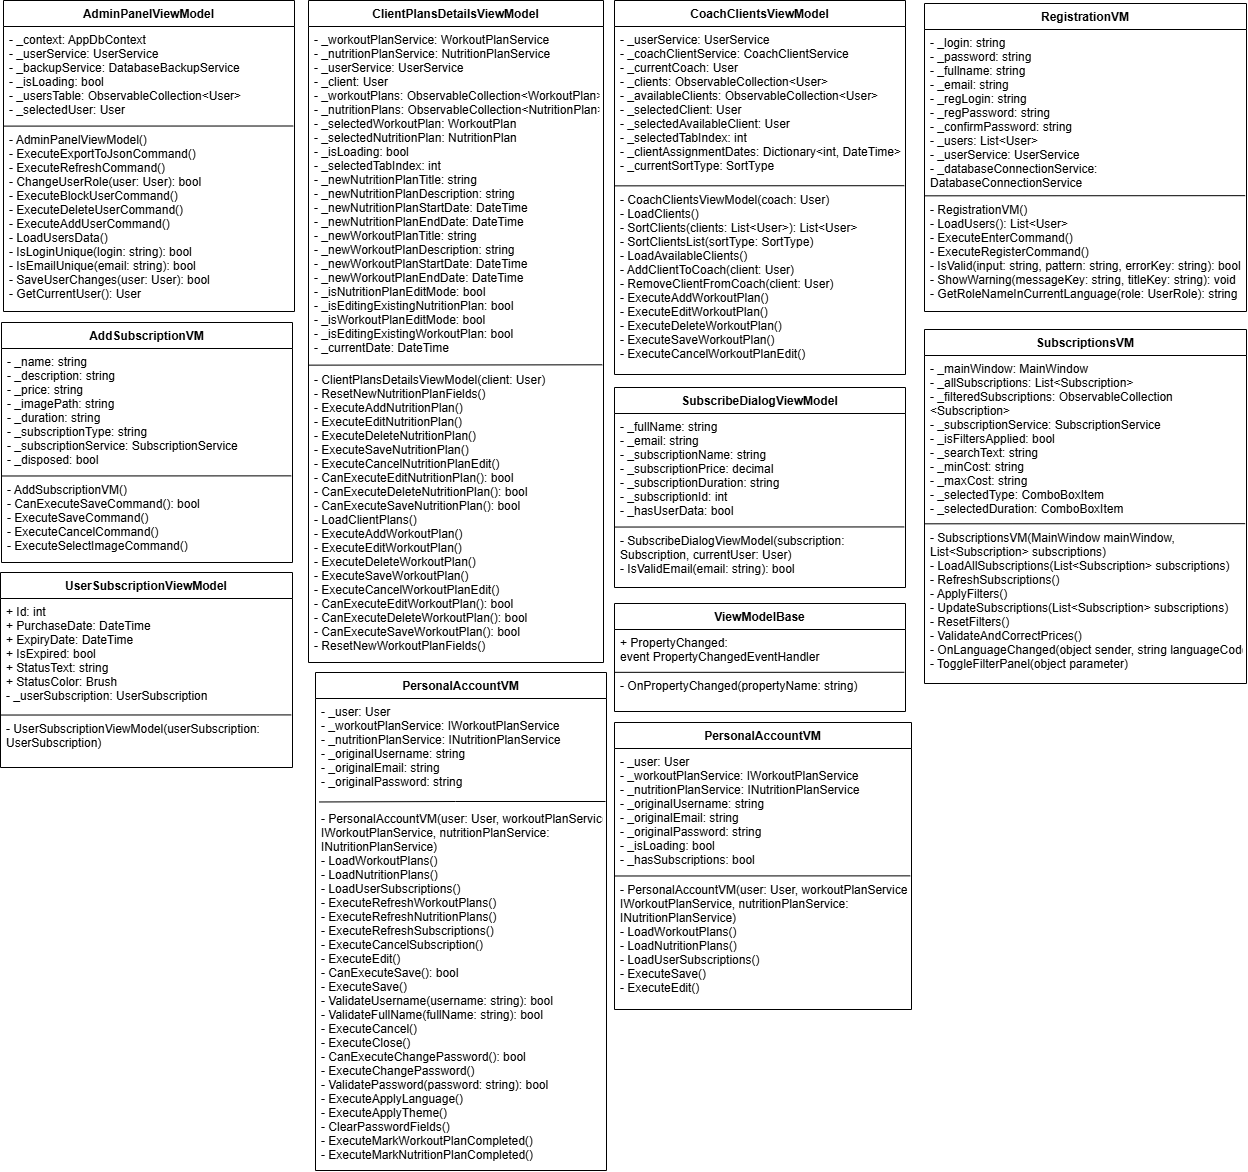 AdminPanelViewModel
- _context: AppDbContext
- _userService: UserService
- _backupService: DatabaseBackupService
- _isLoading: bool
- _usersTable: ObservableCollection<User>
- _selectedUser: User
- AdminPanelViewModel()
- ExecuteExportToJsonCommand()
- ExecuteRefreshCommand()
- ChangeUserRole(user: User): bool
- ExecuteBlockUserCommand()
- ExecuteDeleteUserCommand()
- ExecuteAddUserCommand()
- LoadUsersData()
- IsLoginUnique(login: string): bool
- IsEmailUnique(email: string): bool
- SaveUserChanges(user: User): bool
- GetCurrentUser(): User
AddSubscriptionVM
- _name: string
- _description: string
- _price: string
- _imagePath: string
- _duration: string
- _subscriptionType: string
- _subscriptionService: SubscriptionService
- _disposed: bool
- AddSubscriptionVM()
- CanExecuteSaveCommand(): bool
- ExecuteSaveCommand()
- ExecuteCancelCommand()
- ExecuteSelectImageCommand()
UserSubscriptionViewModel
+ Id: int
+ PurchaseDate: DateTime
+ ExpiryDate: DateTime
+ IsExpired: bool
+ StatusText: string
+ StatusColor: Brush
- _userSubscription: UserSubscription
- UserSubscriptionViewModel(userSubscription:
UserSubscription)
ClientPlansDetailsViewModel
- _workoutPlanService: WorkoutPlanService
- _nutritionPlanService: NutritionPlanService
- _userService: UserService
- _client: User
- _workoutPlans: ObservableCollection<WorkoutPlan>
- _nutritionPlans: ObservableCollection<NutritionPlan>
- _selectedWorkoutPlan: WorkoutPlan
- _selectedNutritionPlan: NutritionPlan
- _isLoading: bool
- _selectedTabIndex: int
- _newNutritionPlanTitle: string
- _newNutritionPlanDescription: string
- _newNutritionPlanStartDate: DateTime
- _newNutritionPlanEndDate: DateTime
- _newWorkoutPlanTitle: string
- _newWorkoutPlanDescription: string
- _newWorkoutPlanStartDate: DateTime
- _newWorkoutPlanEndDate: DateTime
- _isNutritionPlanEditMode: bool
- _isEditingExistingNutritionPlan: bool
- _isWorkoutPlanEditMode: bool
- _isEditingExistingWorkoutPlan: bool
- _currentDate: DateTime
- ClientPlansDetailsViewModel(client: User)
- ResetNewNutritionPlanFields()
- ExecuteAddNutritionPlan()
- ExecuteEditNutritionPlan()
- ExecuteDeleteNutritionPlan()
- ExecuteSaveNutritionPlan()
- ExecuteCancelNutritionPlanEdit()
- CanExecuteEditNutritionPlan(): bool
- CanExecuteDeleteNutritionPlan(): bool
- CanExecuteSaveNutritionPlan(): bool
- LoadClientPlans()
- ExecuteAddWorkoutPlan()
- ExecuteEditWorkoutPlan()
- ExecuteDeleteWorkoutPlan()
- ExecuteSaveWorkoutPlan()
- ExecuteCancelWorkoutPlanEdit()
- CanExecuteEditWorkoutPlan(): bool
- CanExecuteDeleteWorkoutPlan(): bool
- CanExecuteSaveWorkoutPlan(): bool
- ResetNewWorkoutPlanFields()
PersonalAccountVM
- _user: User
- _workoutPlanService: IWorkoutPlanService
- _nutritionPlanService: INutritionPlanService
- _originalUsername: string
- _originalEmail: string
- _originalPassword: string
- PersonalAccountVM(user: User, workoutPlanService
IWorkoutPlanService, nutritionPlanService:
INutritionPlanService)
- LoadWorkoutPlans()
- LoadNutritionPlans()
- LoadUserSubscriptions()
- ExecuteRefreshWorkoutPlans()
- ExecuteRefreshNutritionPlans()
- ExecuteRefreshSubscriptions()
- ExecuteCancelSubscription()
- ExecuteEdit()
- CanExecuteSave(): bool
- ExecuteSave()
- ValidateUsername(username: string): bool
- ValidateFullName(fullName: string): bool
- ExecuteCancel()
- ExecuteClose()
- CanExecuteChangePassword(): bool
- ExecuteChangePassword()
- ValidatePassword(password: string): bool
- ExecuteApplyLanguage()
- ExecuteApplyTheme()
- ClearPasswordFields()
- ExecuteMarkWorkoutPlanCompleted()
- ExecuteMarkNutritionPlanCompleted()
CoachClientsViewModel
- _userService: UserService
- _coachClientService: CoachClientService
- _currentCoach: User
- _clients: ObservableCollection<User>
- _availableClients: ObservableCollection<User>
- _selectedClient: User
- _selectedAvailableClient: User
- _selectedTabIndex: int
- _clientAssignmentDates: Dictionary<int, DateTime>
- _currentSortType: SortType
- CoachClientsViewModel(coach: User)
- LoadClients()
- SortClients(clients: List<User>): List<User>
- SortClientsList(sortType: SortType)
- LoadAvailableClients()
- AddClientToCoach(client: User)
- RemoveClientFromCoach(client: User)
- ExecuteAddWorkoutPlan()
- ExecuteEditWorkoutPlan()
- ExecuteDeleteWorkoutPlan()
- ExecuteSaveWorkoutPlan()
- ExecuteCancelWorkoutPlanEdit()
SubscribeDialogViewModel
- _fullName: string
- _email: string
- _subscriptionName: string
- _subscriptionPrice: decimal
- _subscriptionDuration: string
- _subscriptionId: int
- _hasUserData: bool
- SubscribeDialogViewModel(subscription:
Subscription, currentUser: User)
- IsValidEmail(email: string): bool
ViewModelBase
+ PropertyChanged:
event PropertyChangedEventHandler
- OnPropertyChanged(propertyName: string)
PersonalAccountVM
- _user: User
- _workoutPlanService: IWorkoutPlanService
- _nutritionPlanService: INutritionPlanService
- _originalUsername: string
- _originalEmail: string
- _originalPassword: string
- _isLoading: bool
- _hasSubscriptions: bool
- PersonalAccountVM(user: User, workoutPlanService
IWorkoutPlanService, nutritionPlanService:
INutritionPlanService)
- LoadWorkoutPlans()
- LoadNutritionPlans()
- LoadUserSubscriptions()
- ExecuteSave()
- ExecuteEdit()
RegistrationVM
- _login: string
- _password: string
- _fullname: string
- _email: string
- _regLogin: string
- _regPassword: string
- _confirmPassword: string
- _users: List<User>
- _userService: UserService
- _databaseConnectionService:
DatabaseConnectionService
- RegistrationVM()
- LoadUsers(): List<User>
- ExecuteEnterCommand()
- ExecuteRegisterCommand()
- IsValid(input: string, pattern: string, errorKey: string): bool
- ShowWarning(messageKey: string, titleKey: string): void
- GetRoleNameInCurrentLanguage(role: UserRole): string
SubscriptionsVM
- _mainWindow: MainWindow
- _allSubscriptions: List<Subscription>
- _filteredSubscriptions: ObservableCollection
<Subscription>
- _subscriptionService: SubscriptionService
- _isFiltersApplied: bool
- _searchText: string
- _minCost: string
- _maxCost: string
- _selectedType: ComboBoxItem
- _selectedDuration: ComboBoxItem
- SubscriptionsVM(MainWindow mainWindow,
List<Subscription> subscriptions)
- LoadAllSubscriptions(List<Subscription> subscriptions)
- RefreshSubscriptions()
- ApplyFilters()
- UpdateSubscriptions(List<Subscription> subscriptions)
- ResetFilters()
- ValidateAndCorrectPrices()
- OnLanguageChanged(object sender, string languageCod
- ToggleFilterPanel(object parameter)